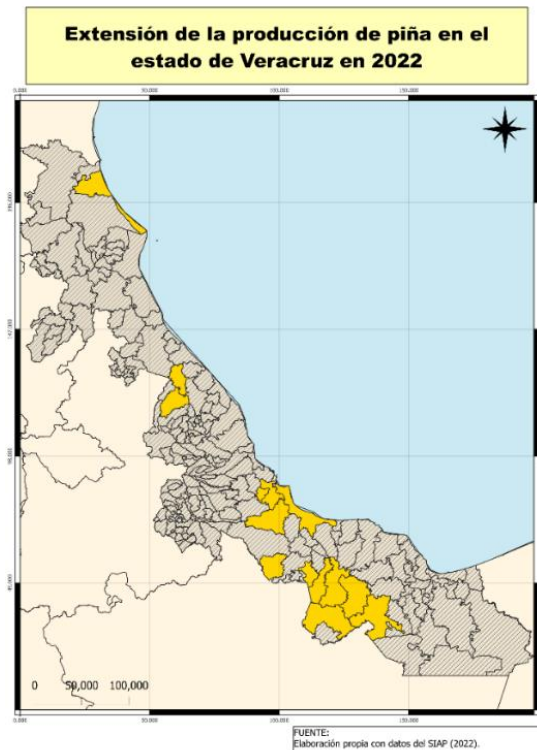 Extensión de la producción de piña en el
estado de Veracruz en 2022
0 50,000 100,000
FUENTE:
Elaboración propia con datos del SIAP (2022).